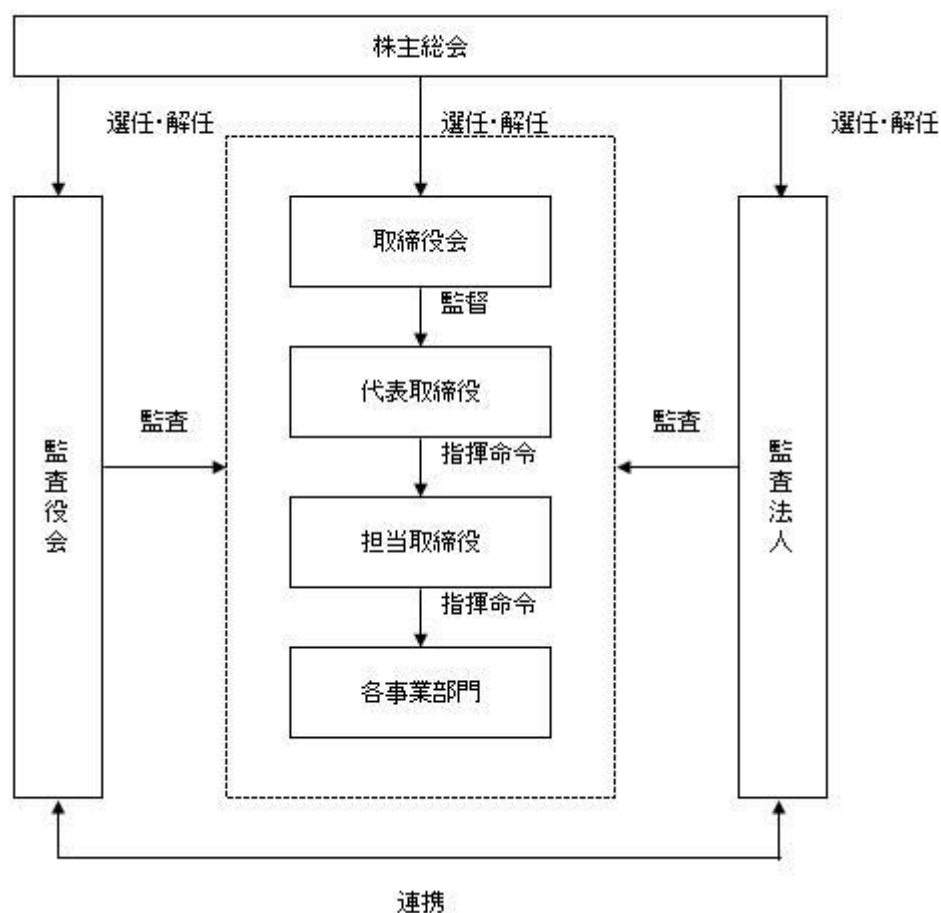 株主総会
選任・解任
選任・解任
選任・解任
取締役会
監督
代表取締役
監査
監査
指揮命令
監査役会
監査法人
担当取締役
指揮命令
各事業部門
連携